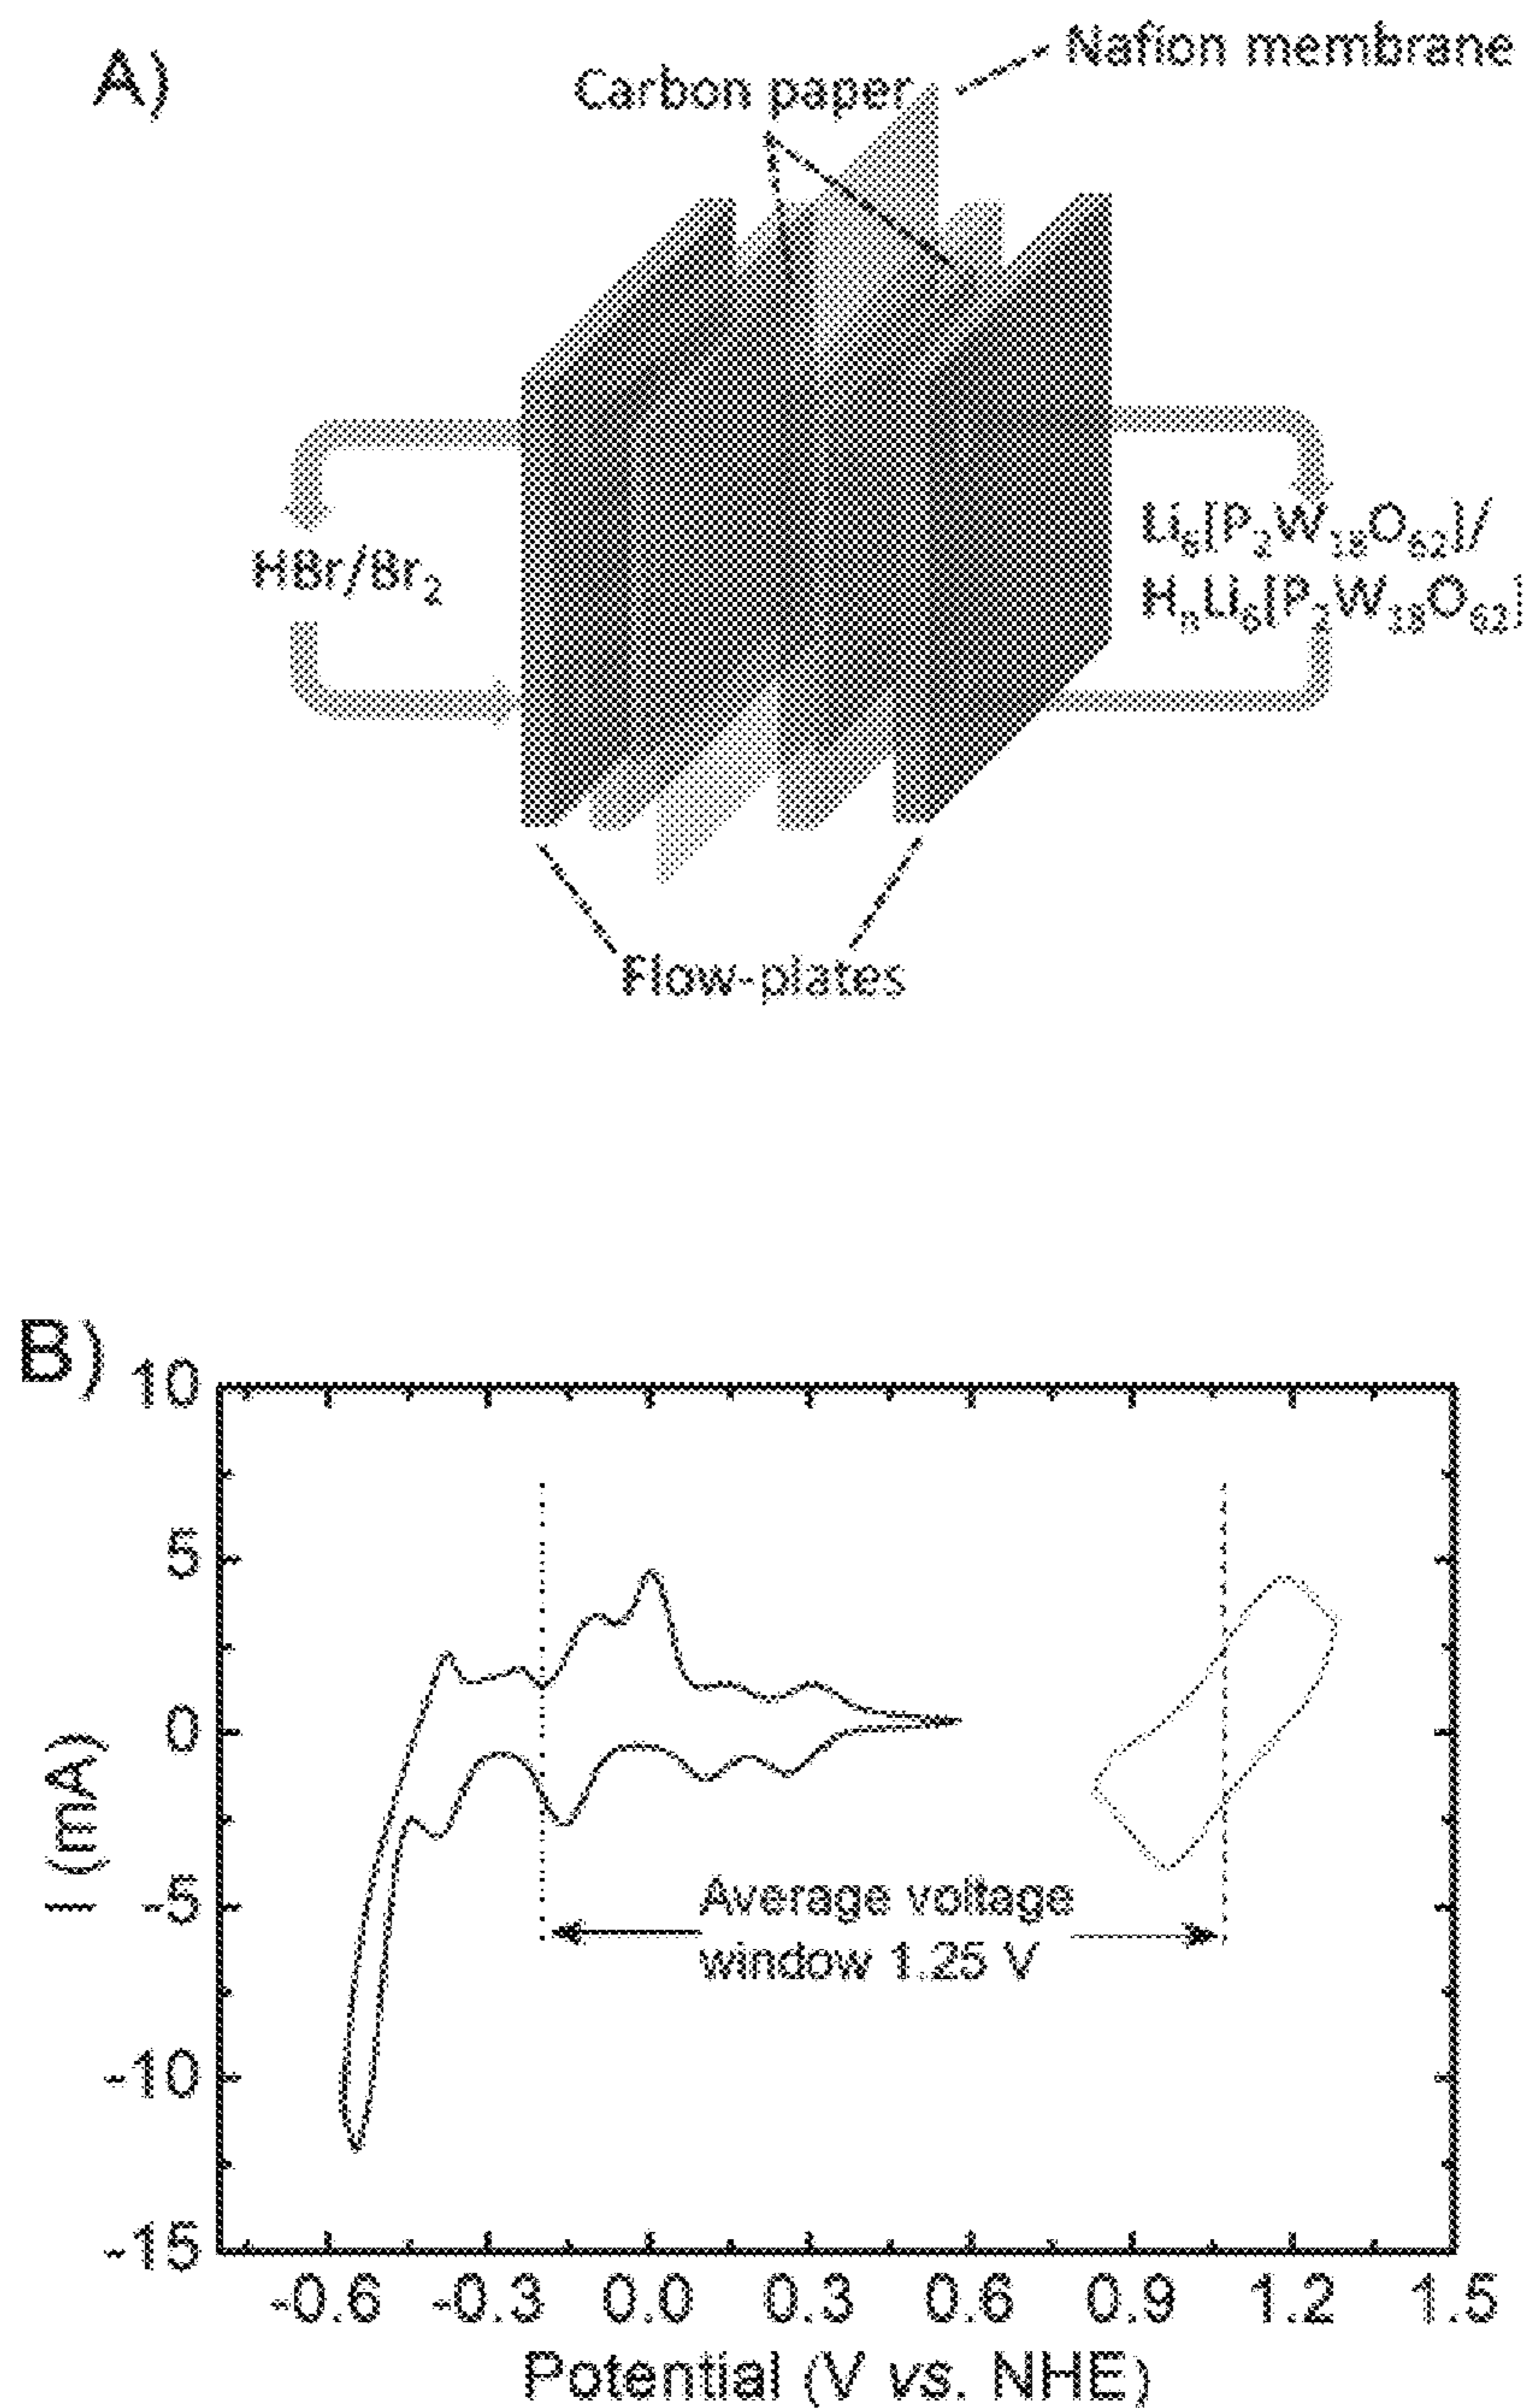 A)
Nafion membrane
Carbon paper
HBr/Br₂
Li₆[P₂W₁₈O₆₂]/
HₙLi₆[P₂W₁₈O₆₂]
Flow-plates
B)
10
5
0
-5
-10
-15
I (mA)
Average voltage
window 1.25 V
-0.6 -0.3 0.0 0.3 0.6 0.9 1.2 1.5
Potential (V vs. NHE)